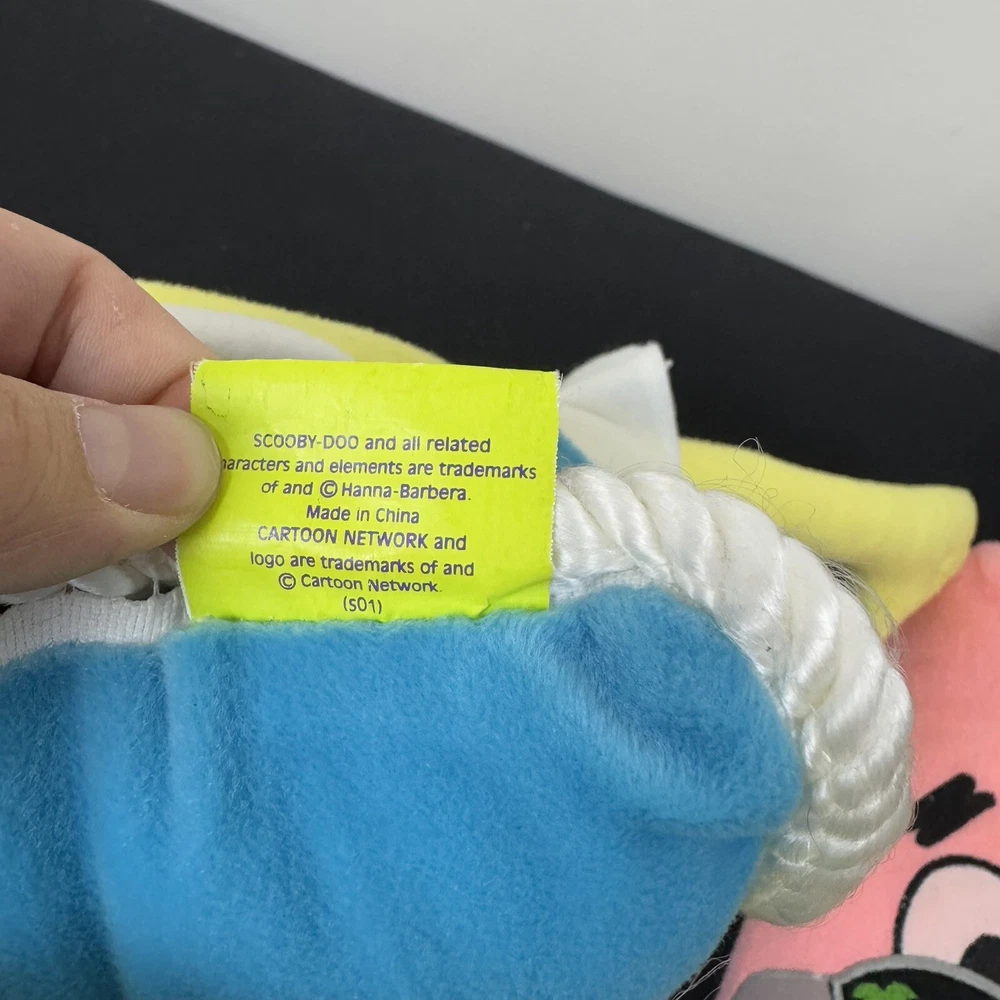 SCOOBY-DOO and all related
haracters and elements are trademarks
of and © Hanna-Barbera.
Made in China
CARTOON NETWORK and
logo are trademarks of and
© Cartoon Network.
(s01)